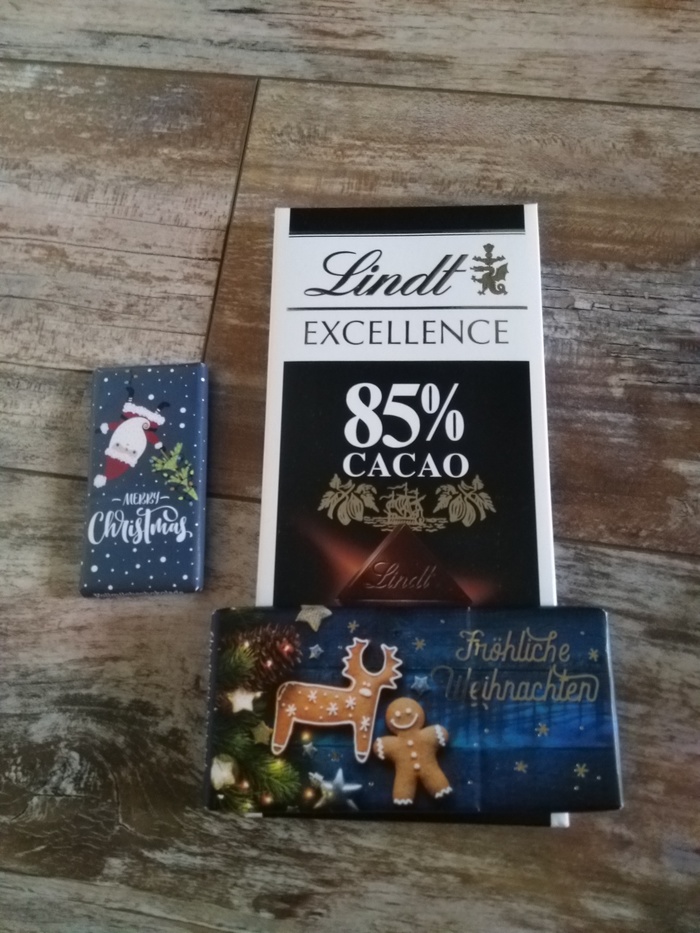 Lindt
EXCELLENCE
85%
CACAO
Lindt
MERRY
Christmas
Fröhliche
Weihnachten